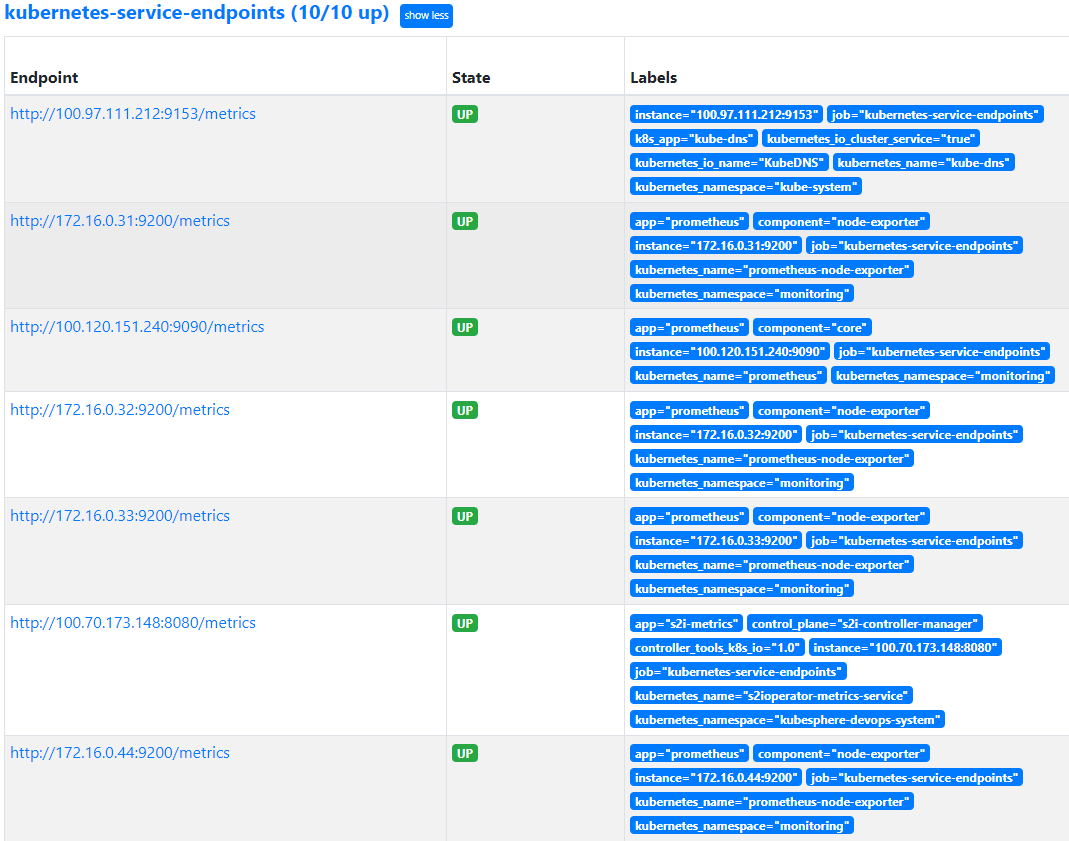 kubernetes-service-endpoints (10/10 up) show less
Endpoint State Labels
http://100.97.111.212:9153/metrics UP instance="100.97.111.212:9153" job="kubernetes-service-endpoints"
k8s_app="kube-dns" kubernetes_io_cluster_service="true"
kubernetes_io_name="KubeDNS" kubernetes_name="kube-dns"
kubernetes_namespace="kube-system"
http://172.16.0.31:9200/metrics UP app="prometheus" component="node-exporter"
instance="172.16.0.31:9200" job="kubernetes-service-endpoints"
kubernetes_name="prometheus-node-exporter"
kubernetes_namespace="monitoring"
http://100.120.151.240:9090/metrics UP app="prometheus" component="core"
instance="100.120.151.240:9090" job="kubernetes-service-endpoints"
kubernetes_name="prometheus" kubernetes_namespace="monitoring"
http://172.16.0.32:9200/metrics UP app="prometheus" component="node-exporter"
instance="172.16.0.32:9200" job="kubernetes-service-endpoints"
kubernetes_name="prometheus-node-exporter"
kubernetes_namespace="monitoring"
http://172.16.0.33:9200/metrics UP app="prometheus" component="node-exporter"
instance="172.16.0.33:9200" job="kubernetes-service-endpoints"
kubernetes_name="prometheus-node-exporter"
kubernetes_namespace="monitoring"
http://100.70.173.148:8080/metrics UP app="s2i-metrics" control_plane="s2i-controller-manager"
controller_tools_k8s_io="1.0" instance="100.70.173.148:8080"
job="kubernetes-service-endpoints"
kubernetes_name="s2ioperator-metrics-service"
kubernetes_namespace="kubesphere-devops-system"
http://172.16.0.44:9200/metrics UP app="prometheus" component="node-exporter"
instance="172.16.0.44:9200" job="kubernetes-service-endpoints"
kubernetes_name="prometheus-node-exporter"
kubernetes_namespace="monitoring"